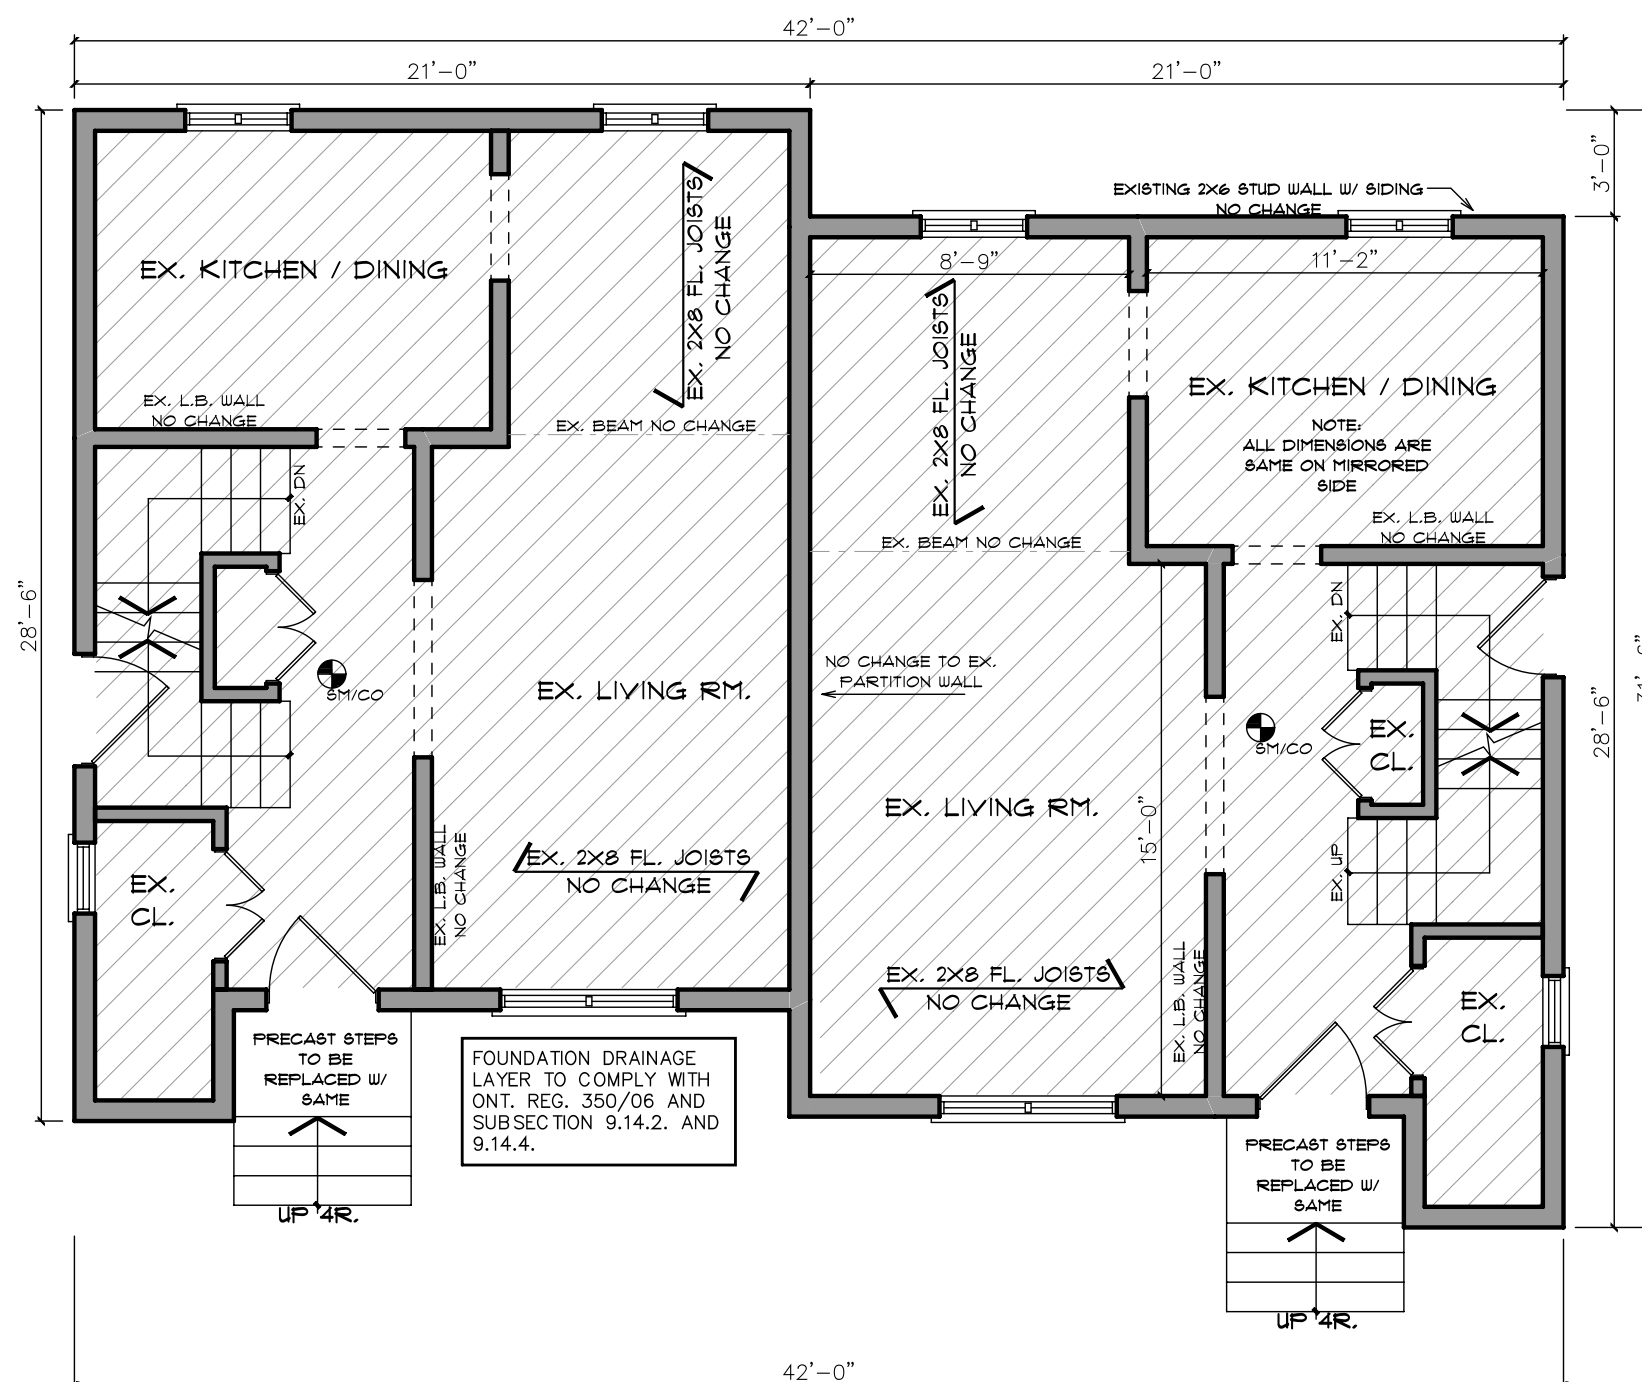 42'-0"
21'-0"
21'-0"
28'-6"
3'-0"
EXISTING 2X6 STUD WALL W/ SIDING
NO CHANGE
EX. KITCHEN / DINING
EX. 2X8 FL. JOISTS
NO CHANGE
8'-9"
11'-2"
EX. 2X8 FL. JOISTS
NO CHANGE
EX. KITCHEN / DINING
NOTE:
ALL DIMENSIONS ARE
SAME ON MIRRORED
SIDE
EX. L.B. WALL
NO CHANGE
EX. BEAM NO CHANGE
EX. DN
EX. L.B. WALL
NO CHANGE
EX. BEAM NO CHANGE
EX. DN
SM/CO
EX. LIVING RM.
NO CHANGE TO EX.
PARTITION WALL
SM/CO
EX.
CL.
28'-6"
EX. LIVING RM.
15'-0"
EX. UP
EX. L.B. WALL
NO CHANGE
EX. 2X8 FL. JOISTS
NO CHANGE
EX.
CL.
EX. 2X8 FL. JOISTS
NO CHANGE
EX. L.B. WALL
NO CHANGE
EX.
CL.
PRECAST STEPS
TO BE
REPLACED W/
SAME
UP 4R.
FOUNDATION DRAINAGE
LAYER TO COMPLY WITH
ONT. REG. 350/06 AND
SUBSECTION 9.14.2. AND
9.14.4.
PRECAST STEPS
TO BE
REPLACED W/
SAME
UP 4R.
42'-0"